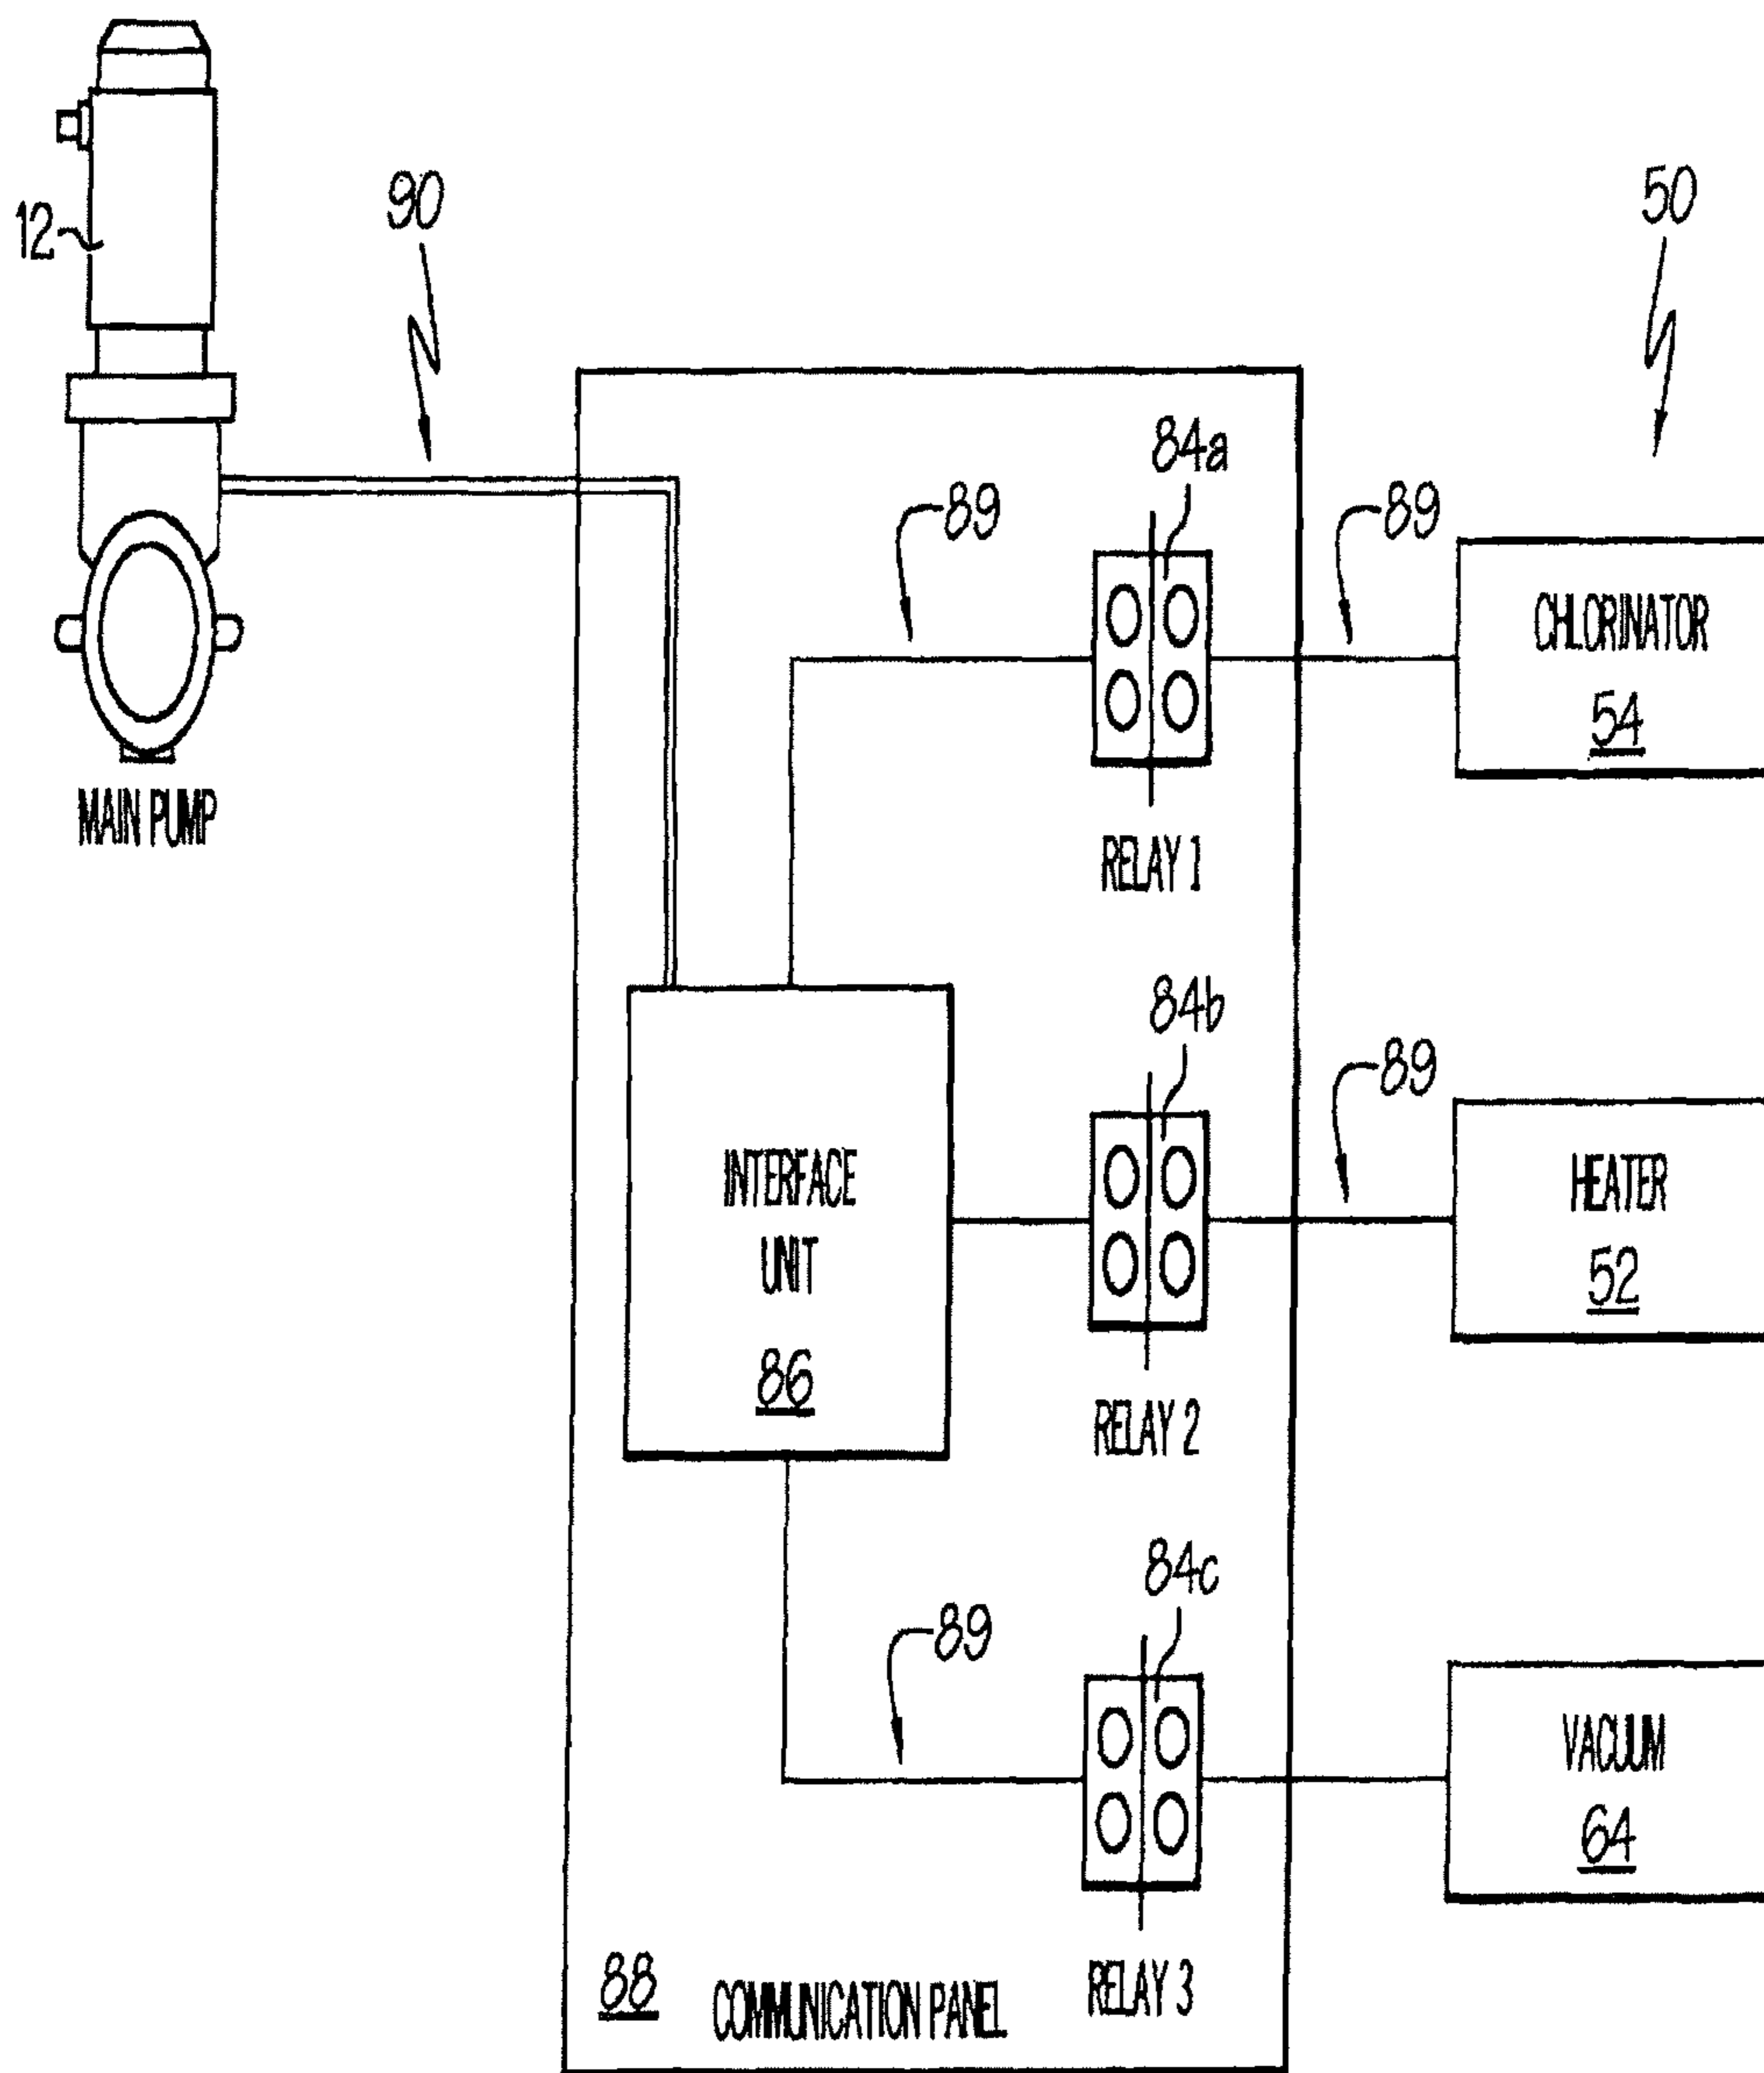 12
90
50
MAIN PUMP
84a
89
89
RELAY 1
CHLORINATOR
54
84b
89
INTERFACE
UNIT
86
RELAY 2
HEATER
52
84c
89
RELAY 3
VACUUM
64
88
COMMUNICATION PANEL